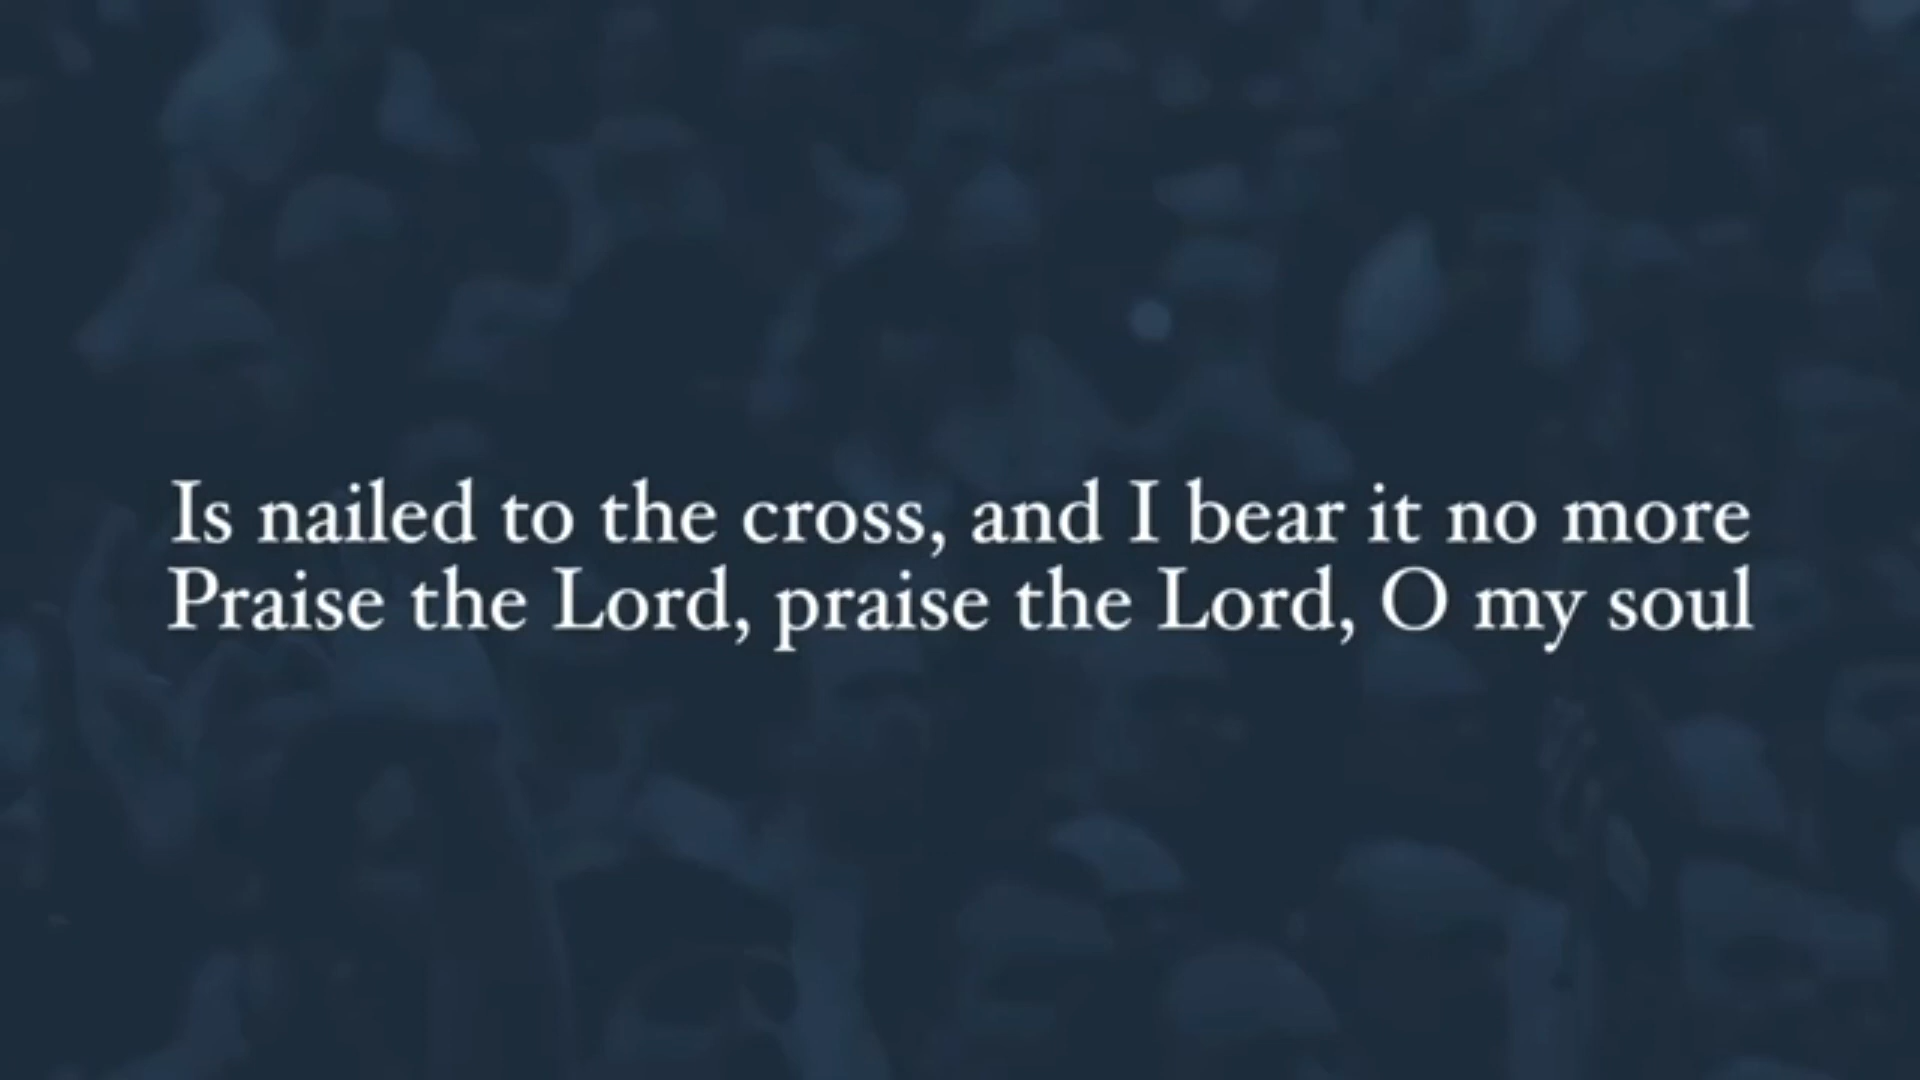 Is nailed to the cross, and I bear it no more
Praise the Lord, praise the Lord, O my soul